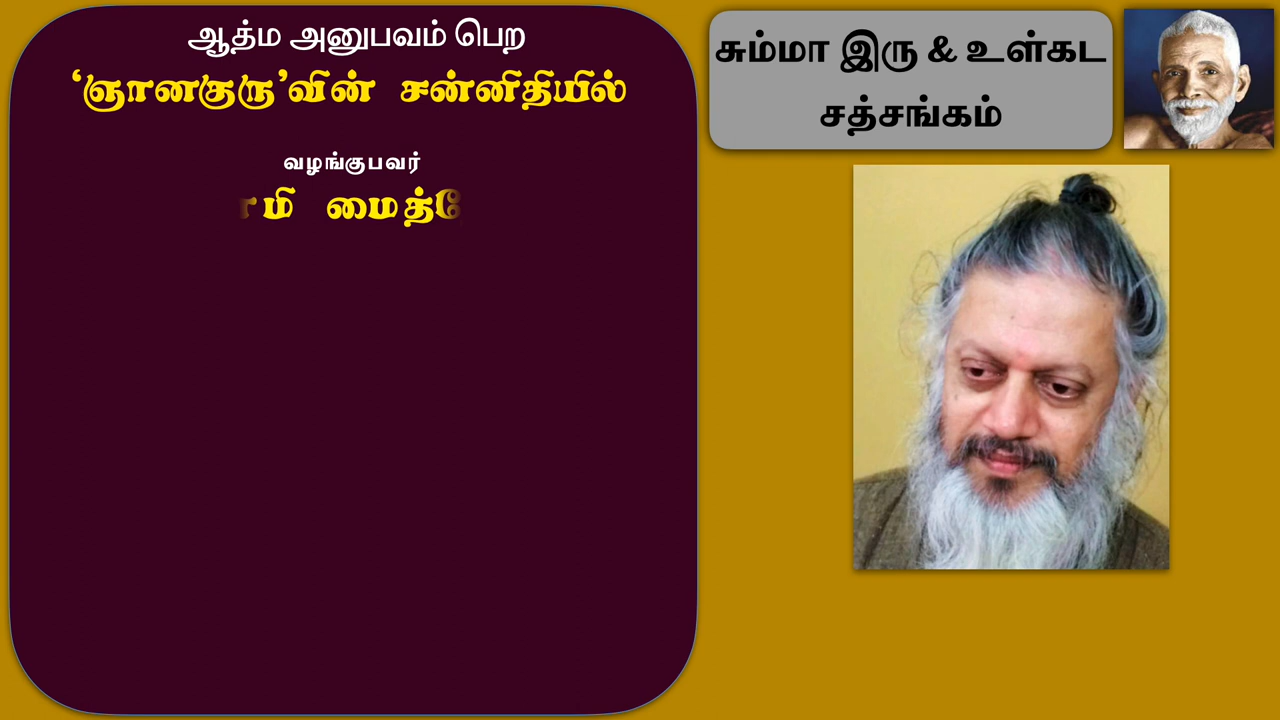 ஆத்ம அனுபவம் பெற
‘ஞானகுரு’வின் சன்னிதியில்
வழங்குபவர்
சும்மா இரு & உள்கட
சத்சங்கம்